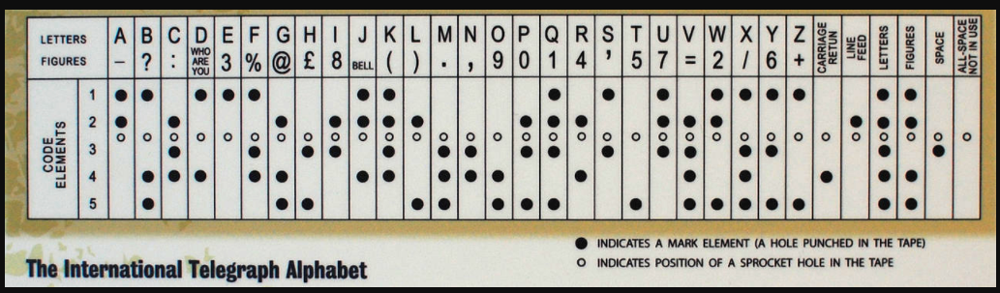 LETTERS A B C D E F G H I J K L M N O P Q R S T U V W X Y Z CARRIAGE RETUN LINE FEED LETTERS FIGURES SPACE ALL-SPACE NOT IN USE
FIGURES – ? : WHO ARE YOU 3 % @ £ 8 BELL ( ) . , 9 0 1 4 ' 5 7 = 2 / 6 +
CODE ELEMENTS
1
2
3
4
5
INDICATES A MARK ELEMENT (A HOLE PUNCHED IN THE TAPE)
INDICATES POSITION OF A SPROCKET HOLE IN THE TAPE
The International Telegraph Alphabet